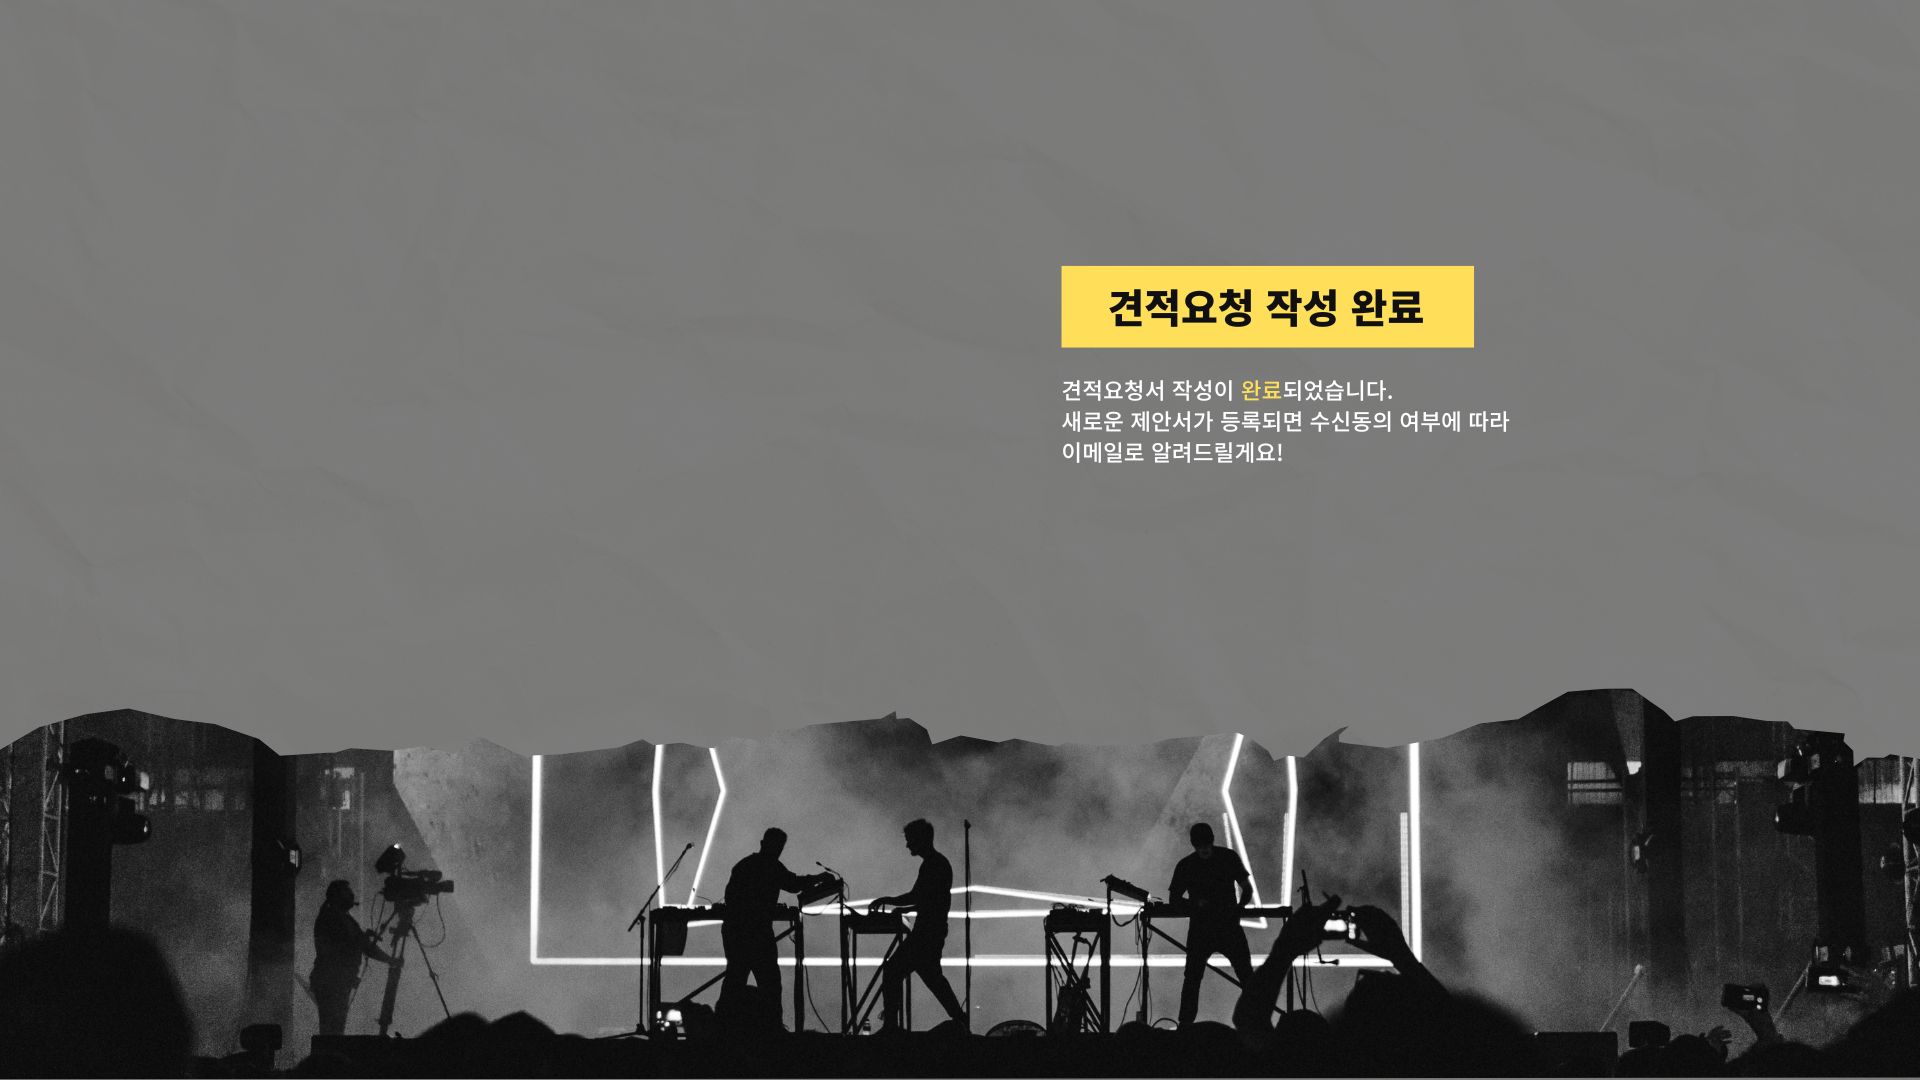 견적요청 작성 완료
견적요청서 작성이 완료되었습니다.
새로운 제안서가 등록되면 수신동의 여부에 따라
이메일로 알려드릴게요!